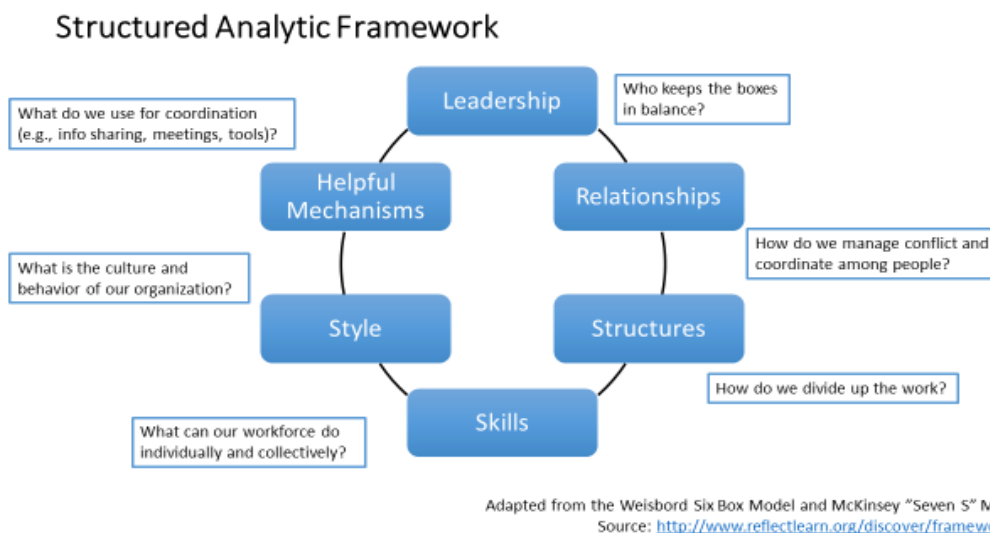 Structured Analytic Framework
Leadership
Who keeps the boxes
in balance?
What do we use for coordination
(e.g., info sharing, meetings, tools)?
Helpful
Mechanisms
Relationships
How do we manage conflict and
coordinate among people?
What is the culture and
behavior of our organization?
Style
Structures
How do we divide up the work?
Skills
What can our workforce do
individually and collectively?
Adapted from the Weisbord Six Box Model and McKinsey "Seven S" M
Source: http://www.reflectlearn.org/discover/framew